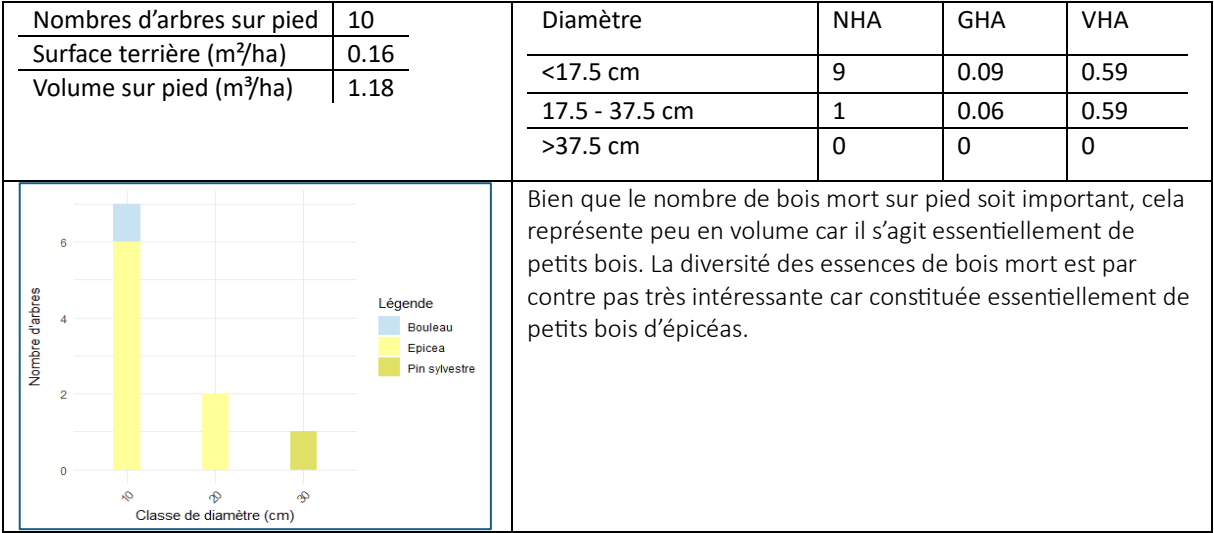 Nombres d’arbres sur pied 10
Surface terrière (m²/ha) 0.16
Volume sur pied (m³/ha) 1.18
Diamètre NHA GHA VHA
<17.5 cm 9 0.09 0.59
17.5 - 37.5 cm 1 0.06 0.59
>37.5 cm 0 0 0
Nombre d'arbres
6
4
2
0
10 20 30
Classe de diamètre (cm)
Légende
Bouleau
Epicea
Pin sylvestre
Bien que le nombre de bois mort sur pied soit important, cela
représente peu en volume car il s’agit essentiellement de
petits bois. La diversité des essences de bois mort est par
contre pas très intéressante car constituée essentiellement de
petits bois d’épicéas.